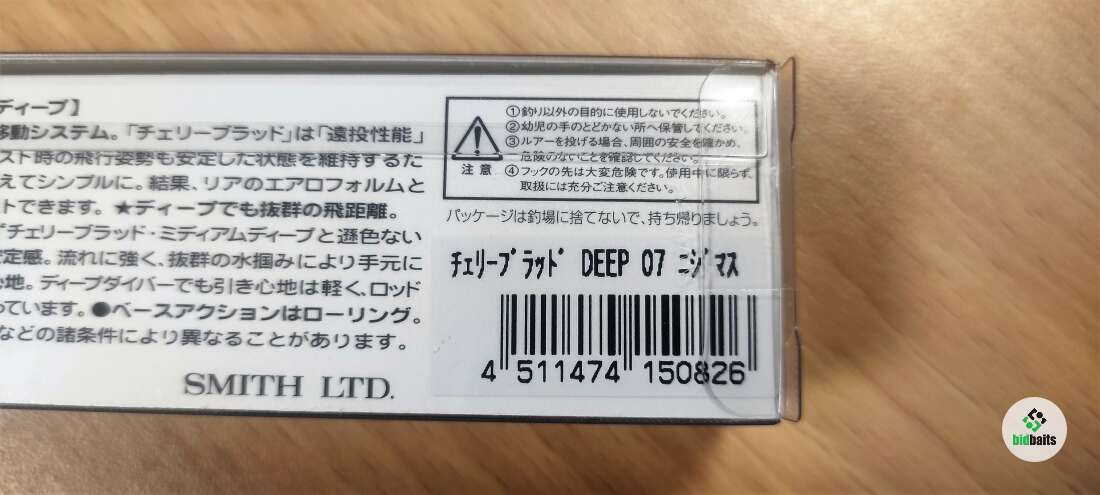 ディープ】
移動システム。「チェリーブラッド」は「遠投性能」
スト時の飛行姿勢も安定した状態を維持するた
えてシンプルに。結果、リアのエアロフォルムと
トできます。★ディープでも抜群の飛距離。
ずチェリーブラッド・ミディアムディープと遜色ない
定感。流れに強く、抜群の水掴みにより手元に
心地。ディープダイバーでも引き心地は軽く、ロッド
っています。●ベースアクションはローリング。
などの諸条件により異なることがあります。
SMITH LTD.
注意
①釣り以外の目的に使用しないでください。
②幼児の手のとどかない所へ保管してください。
③ルアーを投げる場合、周囲の安全を確かめ、
危険のないことを確認してください。
④フックの先は大変危険です。使用中に限らず、
取扱には充分ご注意ください。
パッケージは釣場に捨てないで、持ち帰りましょう。
チェリーブラッド DEEP 07 ニジマス
4 511474 150826
bidbaits